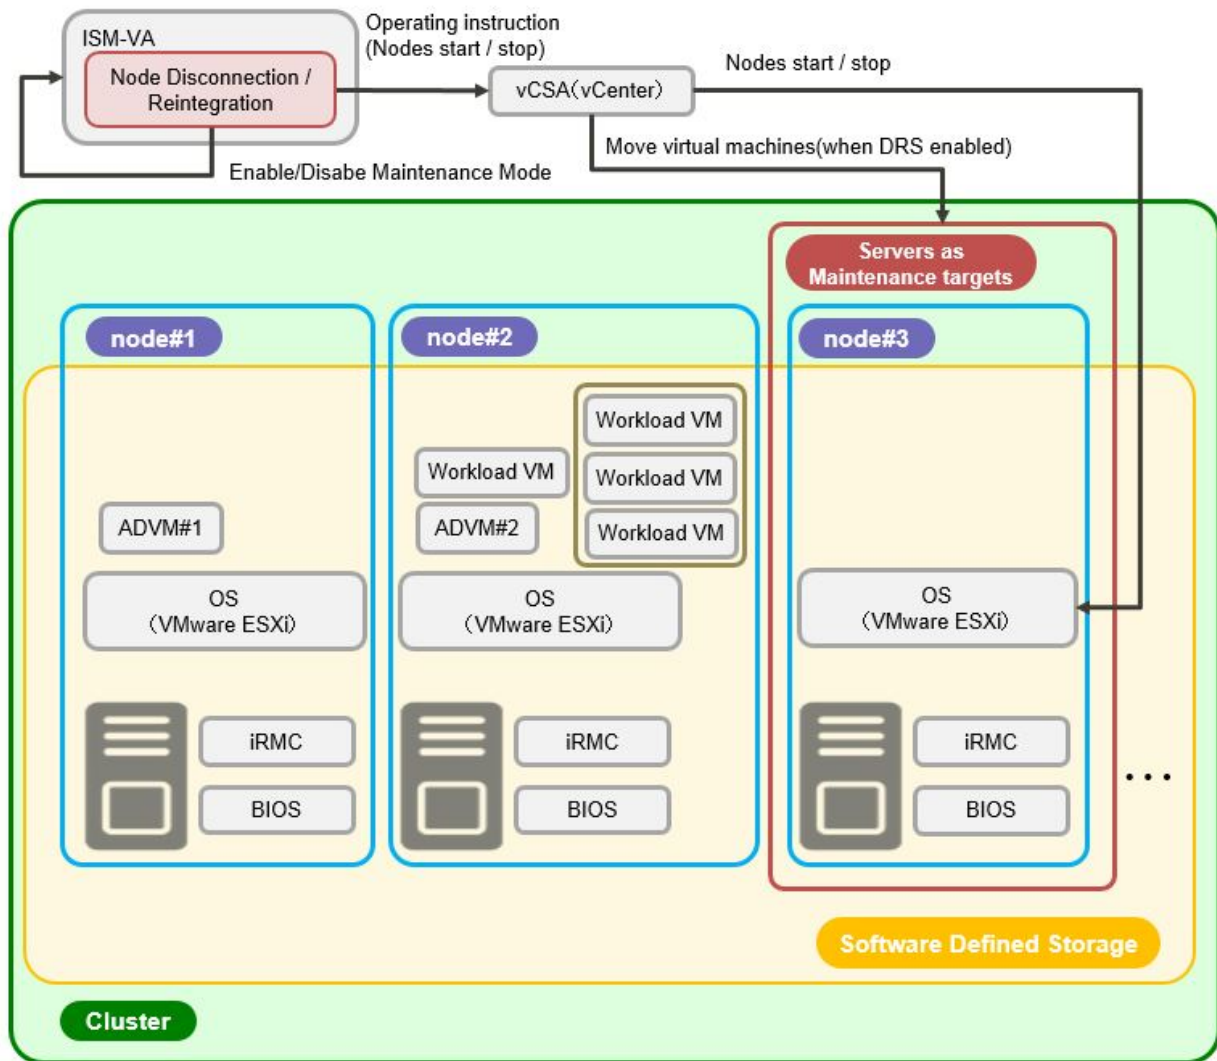 ISM-VA
Node Disconnection /
Reintegration
Operating instruction
(Nodes start / stop)
vCSA(vCenter)
Nodes start / stop
Move virtual machines(when DRS enabled)
Enable/Disabe Maintenance Mode
Servers as
Maintenance targets
node#1
node#2
node#3
Workload VM
Workload VM
Workload VM
Workload VM
ADVM#1
ADVM#2
OS
(VMware ESXi)
OS
(VMware ESXi)
OS
(VMware ESXi)
iRMC
iRMC
iRMC
BIOS
BIOS
BIOS
...
Software Defined Storage
Cluster